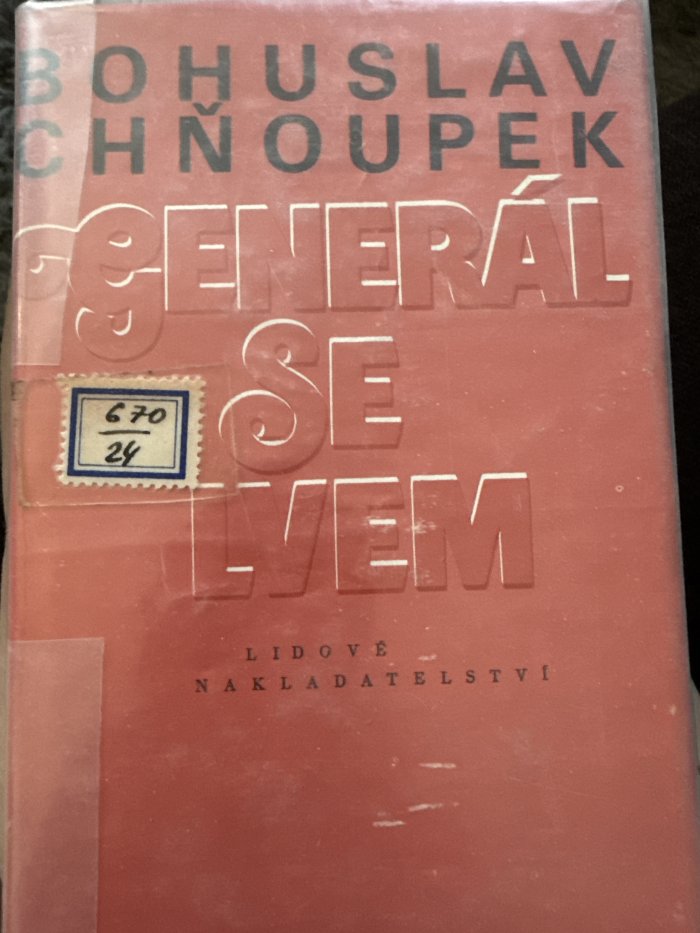 BOHUSLAV
CHŇOUPEK
GENERÁL
SE
LVEM
670
24
LIDOVÉ
NAKLADATELSTVÍ